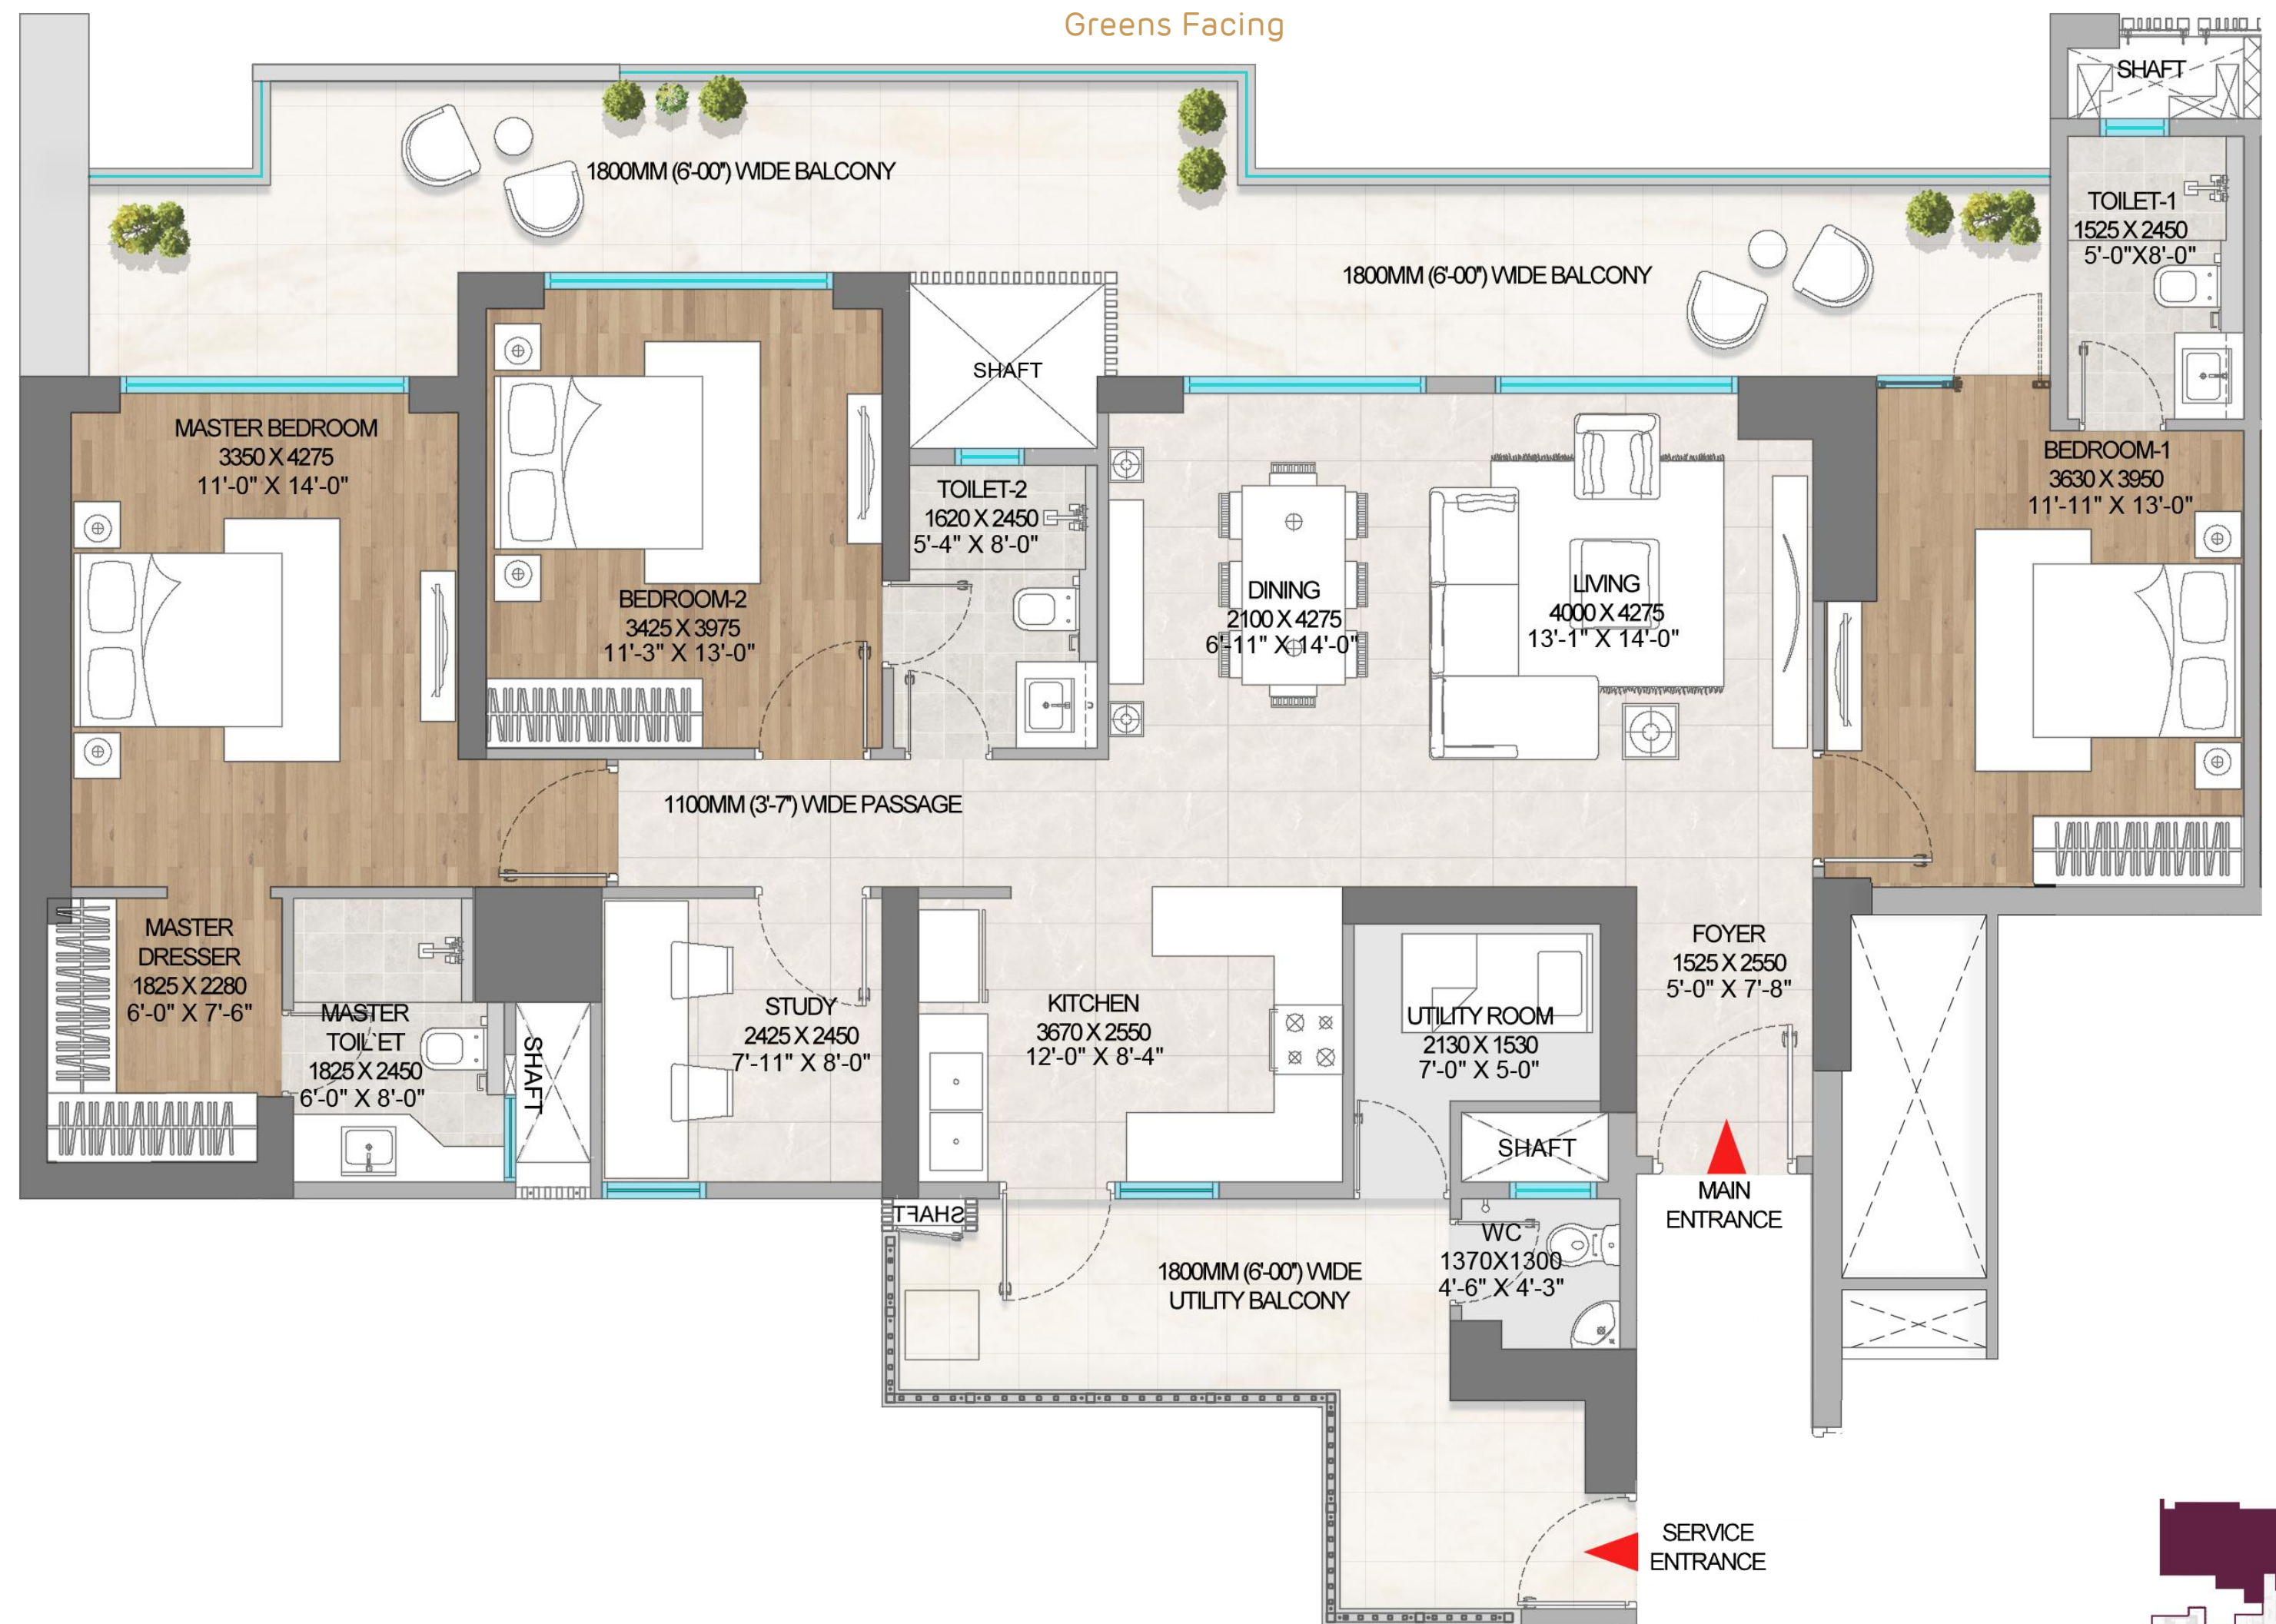 Greens Facing
SHAFT
1800MM (6'-00") WIDE BALCONY
TOILET-1
1525 X 2450
5'-0"X8'-0"
1800MM (6'-00") WIDE BALCONY
SHAFT
MASTER BEDROOM
3350 X 4275
11'-0" X 14'-0"
BEDROOM-1
3630 X 3950
11'-11" X 13'-0"
TOILET-2
1620 X 2450
5'-4" X 8'-0"
BEDROOM-2
3425 X 3975
11'-3" X 13'-0"
DINING
2100 X 4275
6'-11" X 14'-0"
LIVING
4000 X 4275
13'-1" X 14'-0"
1100MM (3'-7") WIDE PASSAGE
MASTER
DRESSER
1825 X 2280
6'-0" X 7'-6"
MASTER
TOIL`ET
1825 X 2450
6'-0" X 8'-0"
SHAFT
STUDY
2425 X 2450
7'-11" X 8'-0"
KITCHEN
3670 X 2550
12'-0" X 8'-4"
UTILITY ROOM
2130 X 1530
7'-0" X 5-0"
FOYER
1525 X 2550
5'-0" X 7'-8"
SHAFT
MAIN
ENTRANCE
SHAFT
WC
1370X1300
4'-6" X 4'-3"
1800MM (6'-00") WIDE
UTILITY BALCONY
SERVICE
ENTRANCE